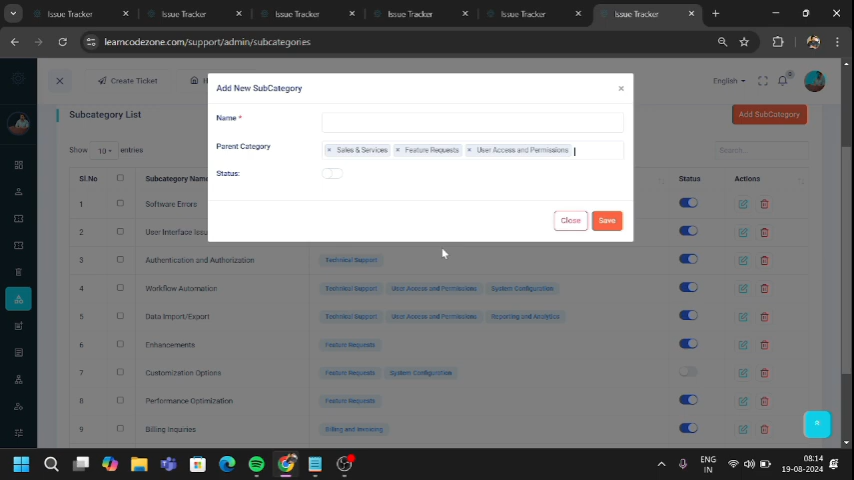 Issue Tracker Issue Tracker Issue Tracker Issue Tracker Issue Tracker Issue Tracker
learncodezone.com/support/admin/subcategories
Create Ticket English 0
Subcategory List Add SubCategory
Show 10 entries Search...
Sl.No Subcategory Name Status Actions
Add New SubCategory
Name *
Parent Category × Sales & Services × Feature Requests × User Access and Permissions
Status:
Close Save
1 Software Errors
2 User Interface Issu
3 Authentication and Authorization Technical Support
4 Workflow Automation Technical Support User Access and Permissions System Configuration
5 Data Import/Export Technical Support User Access and Permissions Reporting and Analytics
6 Enhancements Feature Requests
7 Customization Options Feature Requests System Configuration
8 Performance Optimization Feature Requests
9 Billing Inquiries Billing and Invoicing
ENG
IN
08:14
19-08-2024